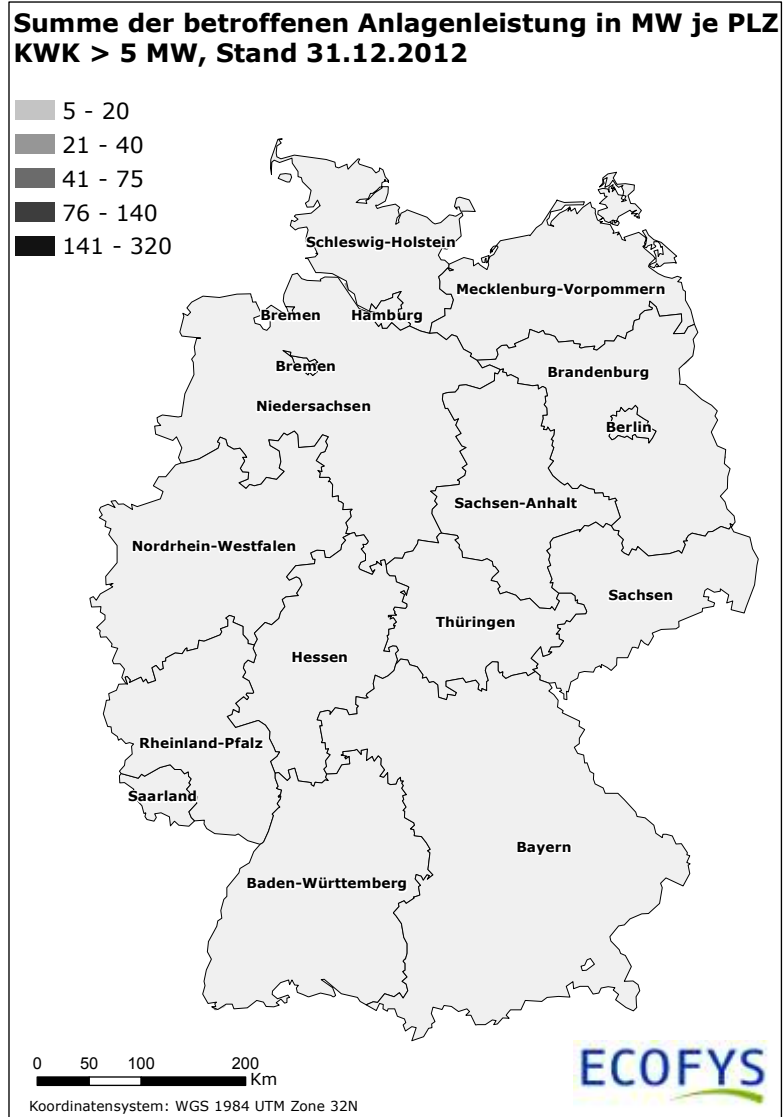 Summe der betroffenen Anlagenleistung in MW je PLZ
KWK > 5 MW, Stand 31.12.2012
5 - 20
21 - 40
41 - 75
76 - 140
141 - 320
Schleswig-Holstein
Mecklenburg-Vorpommern
Bremen
Hamburg
Bremen
Brandenburg
Niedersachsen
Berlin
Sachsen-Anhalt
Nordrhein-Westfalen
Sachsen
Thüringen
Hessen
Rheinland-Pfalz
Saarland
Bayern
Baden-Württemberg
0 50 100 200
Km
Koordinatensystem: WGS 1984 UTM Zone 32N
ECOFYS